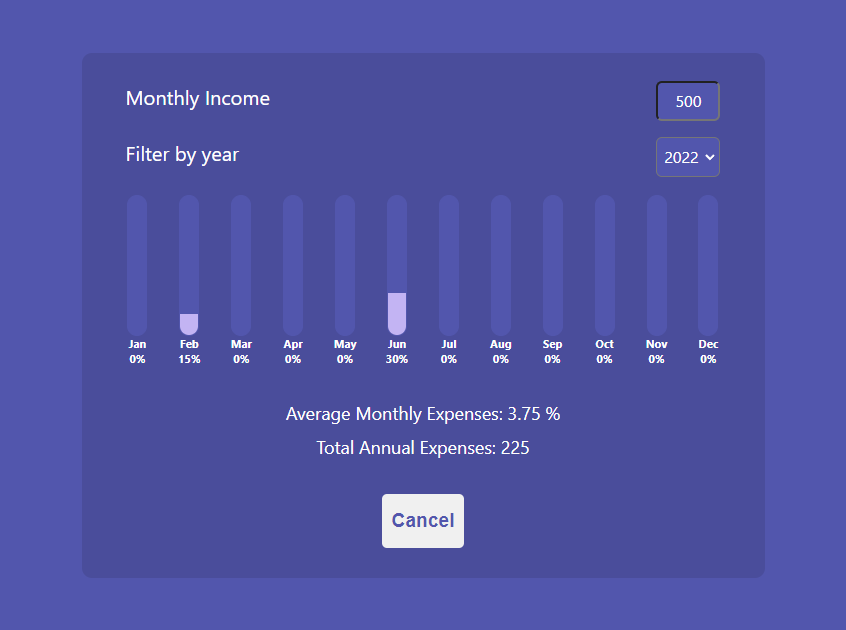 Monthly Income
500
Filter by year
2022
Jan Feb Mar Apr May Jun Jul Aug Sep Oct Nov Dec
0% 15% 0% 0% 0% 30% 0% 0% 0% 0% 0% 0%
Average Monthly Expenses: 3.75 %
Total Annual Expenses: 225
Cancel